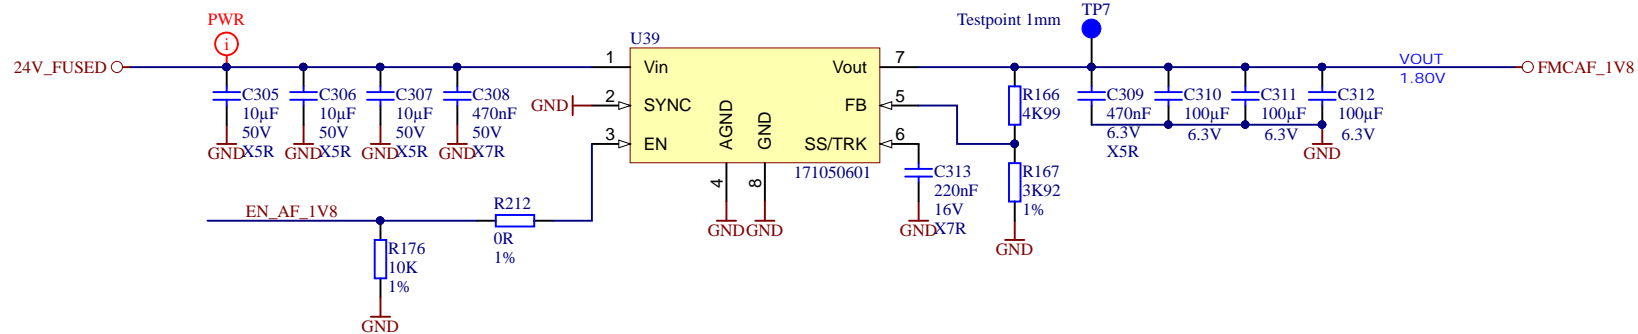 PWR
i
24V_FUSED
C305
10µF
50V
X5R
GND
C306
10µF
50V
X5R
GND
C307
10µF
50V
X5R
GND
C308
470nF
50V
X7R
GND
U39
1
Vin
Vout
7
GND
2
SYNC
FB
5
3
EN
SS/TRK
6
AGND
GND
4
8
171050601
GND
GND
EN_AF_1V8
R212
0R
1%
R176
10K
1%
GND
C313
220nF
16V
X7R
GND
R166
4K99
R167
3K92
1%
GND
Testpoint 1mm
TP7
C309
470nF
6.3V
X5R
C310
100µF
6.3V
C311
100µF
6.3V
C312
100µF
6.3V
GND
VOUT
1.80V
FMCAF_1V8